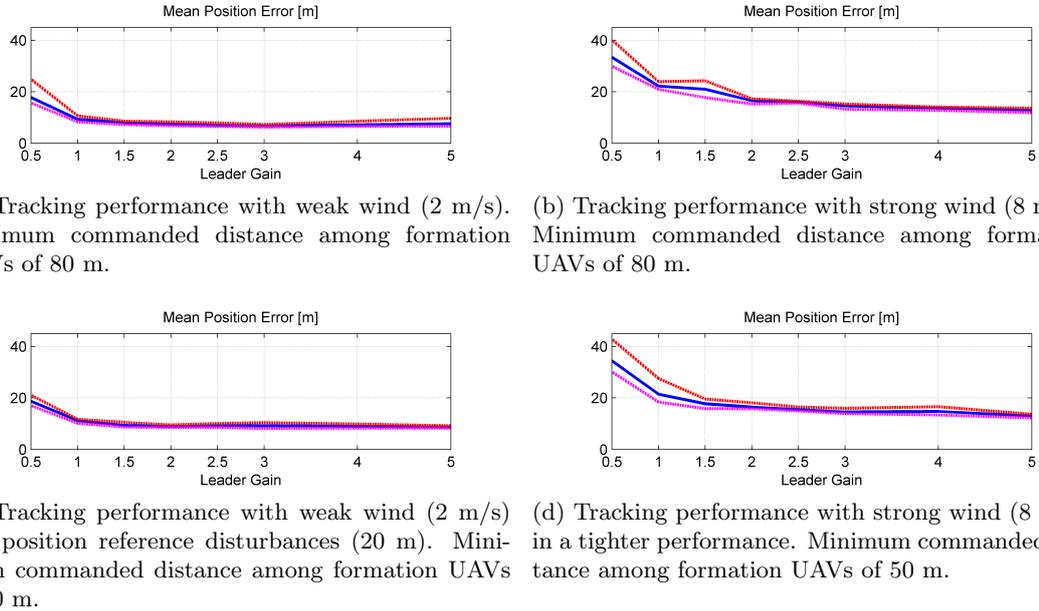 Mean Position Error [m]
40
20
0
0.5 1 1.5 2 2.5 3 4 5
Leader Gain
Tracking performance with weak wind (2 m/s).
mum commanded distance among formation
s of 80 m.
Mean Position Error [m]
40
20
0
0.5 1 1.5 2 2.5 3 4 5
Leader Gain
(b) Tracking performance with strong wind (8
Minimum commanded distance among forma
UAVs of 80 m.
Mean Position Error [m]
40
20
0
0.5 1 1.5 2 2.5 3 4 5
Leader Gain
Tracking performance with weak wind (2 m/s)
position reference disturbances (20 m). Mini-
commanded distance among formation UAVs
0 m.
Mean Position Error [m]
40
20
0
0.5 1 1.5 2 2.5 3 4 5
Leader Gain
(d) Tracking performance with strong wind (8
in a tighter performance. Minimum commanded
tance among formation UAVs of 50 m.